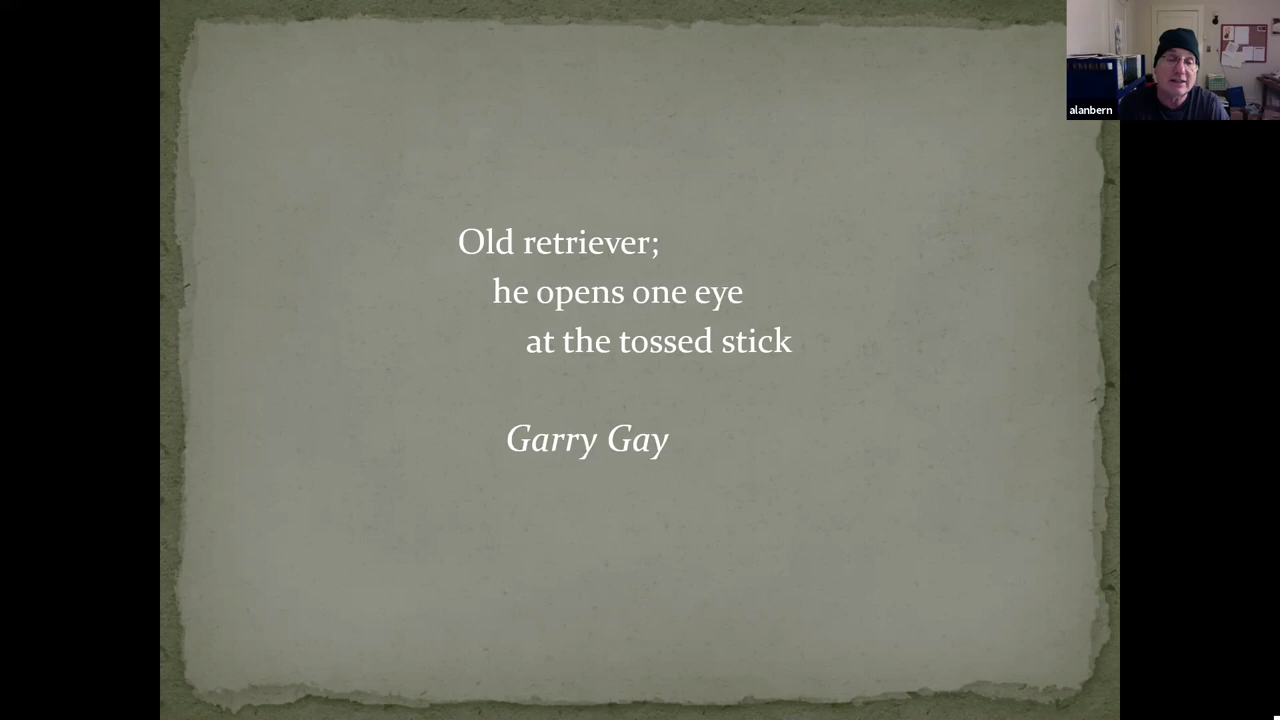 Old retriever;
he opens one eye
at the tossed stick
Garry Gay
alanbern